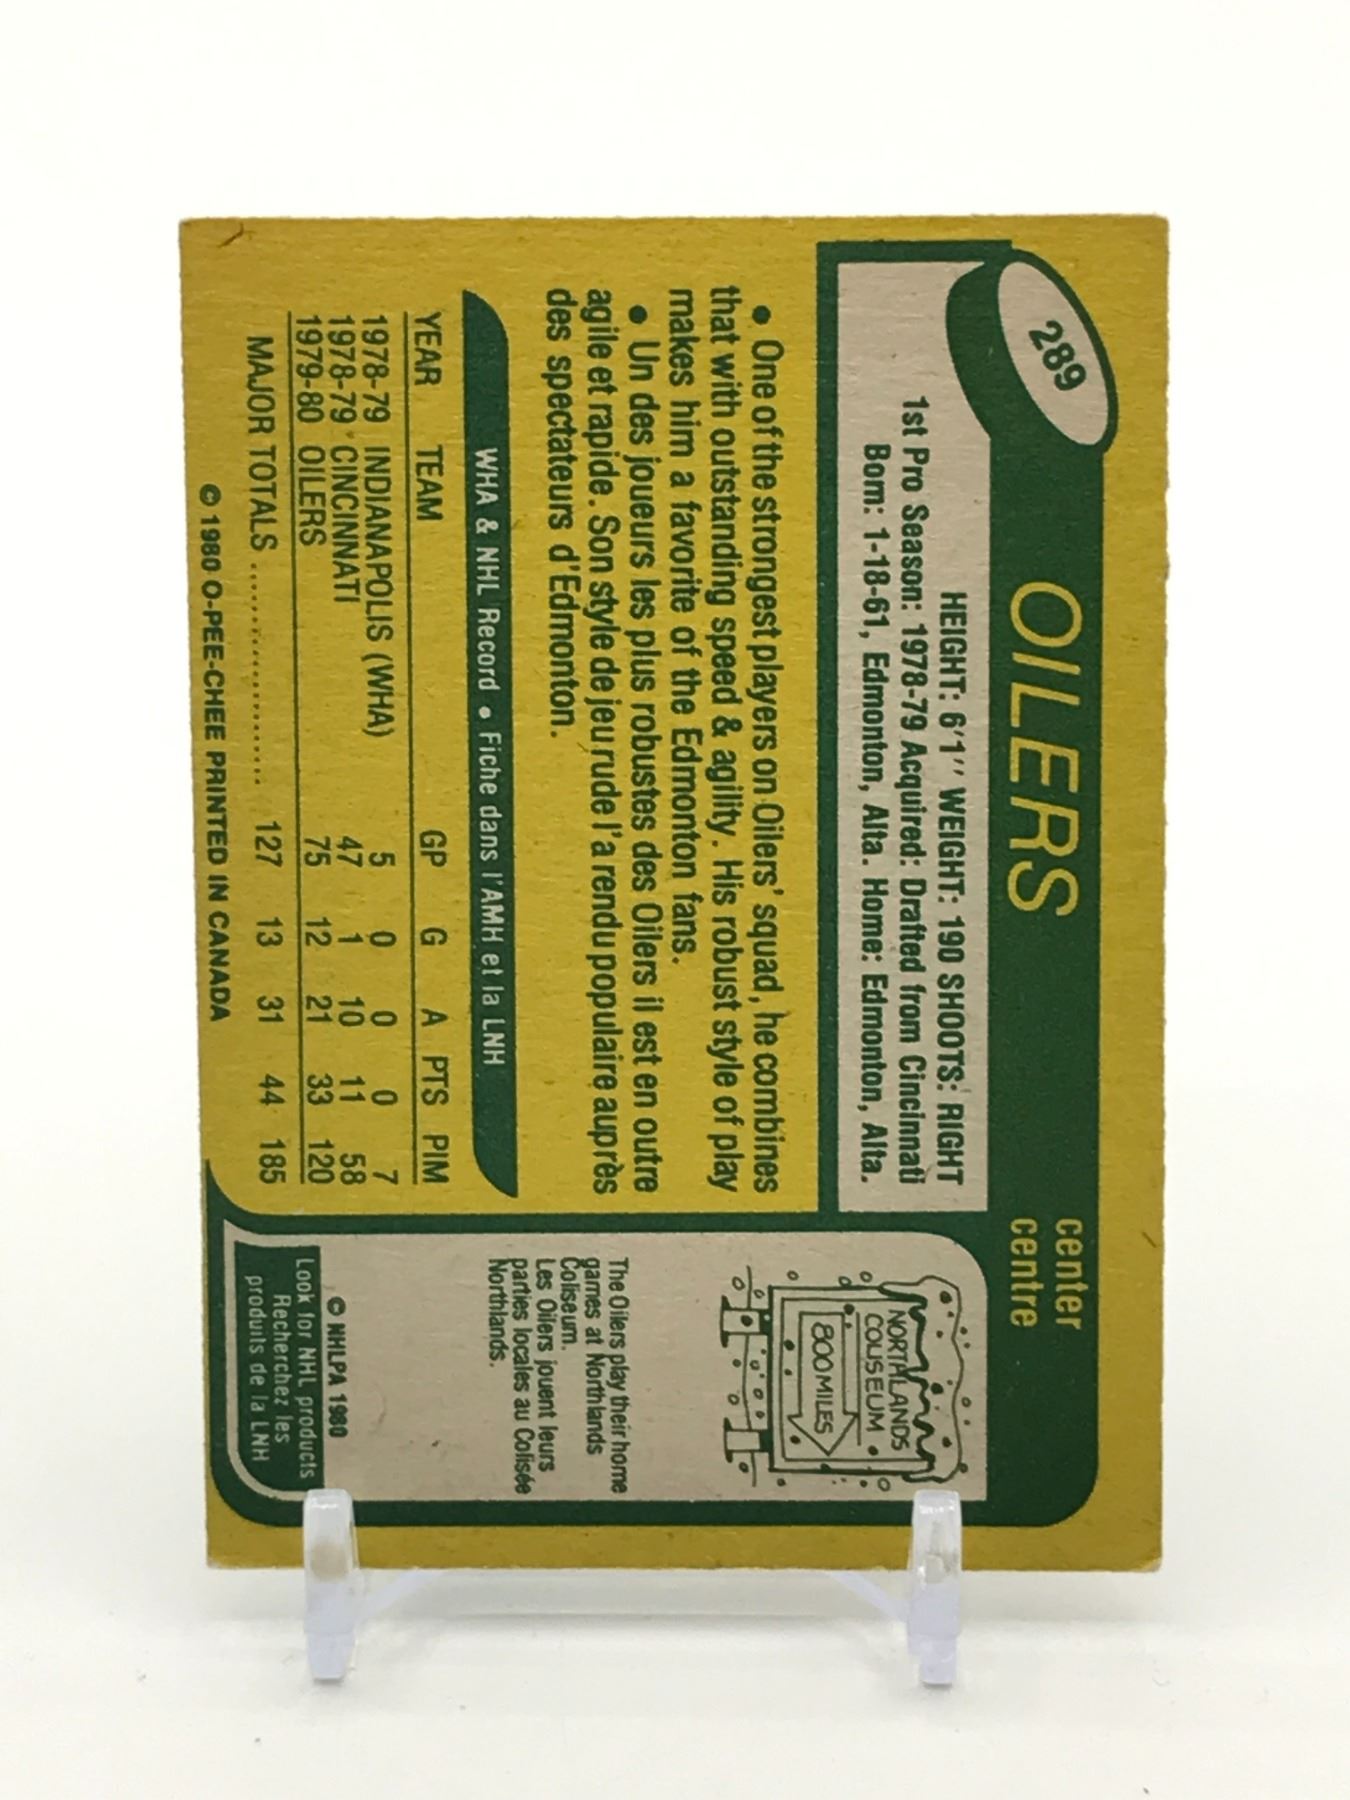 289
OILERS
center
centre
HEIGHT: 6'1'' WEIGHT: 190 SHOOTS: RIGHT
1st Pro Season: 1978-79 Acquired: Drafted from Cincinnati
Born: 1-18-61, Edmonton, Alta. Home: Edmonton, Alta.
• One of the strongest players on Oilers' squad, he combines
that with outstanding speed & agility. His robust style of play
makes him a favorite of the Edmonton fans.
• Un des joueurs les plus robustes des Oilers il est en outre
agile et rapide. Son style de jeu rude l'a rendu populaire auprès
des spectateurs d'Edmonton.
WHA & NHL Record • Fiche dans l'AMH et la LNH
YEAR TEAM GP G A PTS PIM
1978-79 INDIANAPOLIS (WHA) 5 0 0 0 7
1978-79 CINCINNATI 47 1 10 11 58
1979-80 OILERS 75 12 21 33 120
MAJOR TOTALS .................. 127 13 31 44 185
© 1980 O-PEE-CHEE PRINTED IN CANADA
NORTHLANDS
COLISEUM
800 MILES
The Oilers play their home
games at Northlands
Coliseum.
Les Oilers jouent leurs
parties locales au Colisée
Northlands.
© NHLPA 1980
Look for NHL products
Recherchez les
produits de la LNH